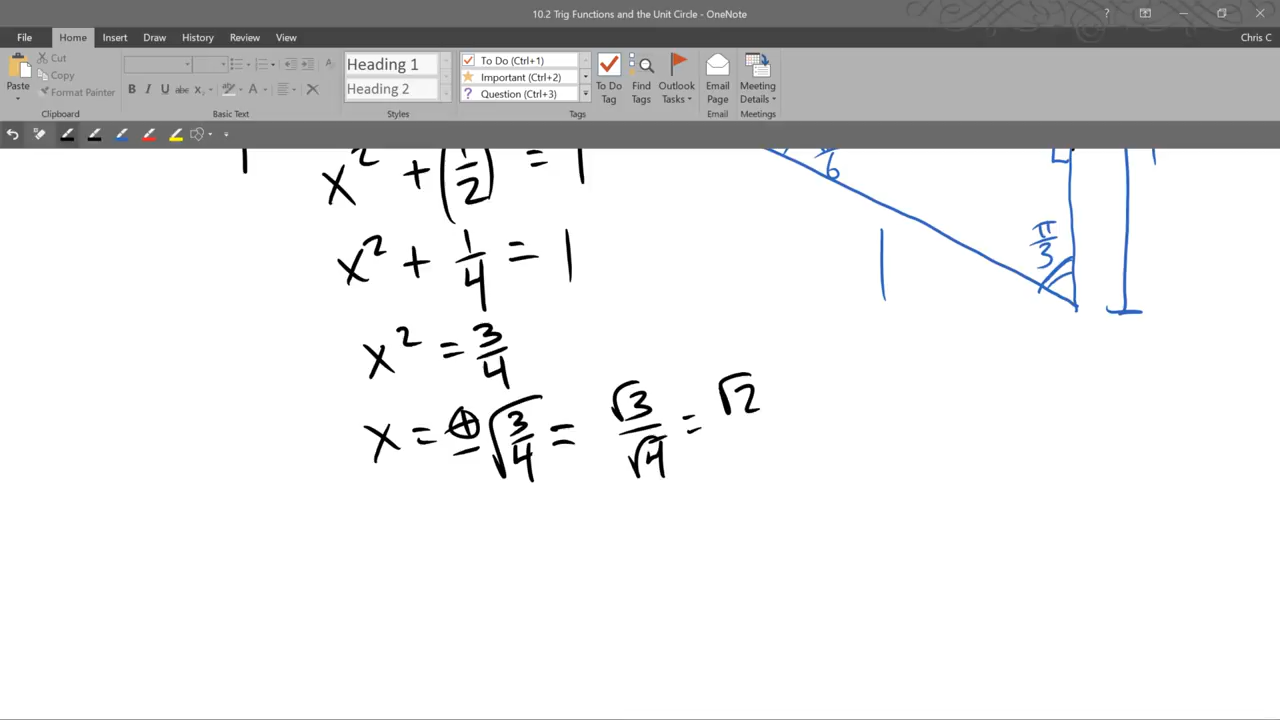 10.2 Trig Functions and the Unit Circle - OneNote
?
File Home Insert Draw History Review View
Chris C
Paste
Cut
Copy
Format Painter
Clipboard
B I U abc x₂ A
Basic Text
Heading 1
Heading 2
Styles
To Do (Ctrl+1)
Important (Ctrl+2)
? Question (Ctrl+3)
To Do Tag
Find Tags
Outlook Tasks
Tags
Email Page
Email
Meeting Details
Meetings
x² + (1/2) = 1
x² + 1/4 = 1
x² = 3/4
x = ±√(3/4) = √3/√4 = √2
6
π/3
1